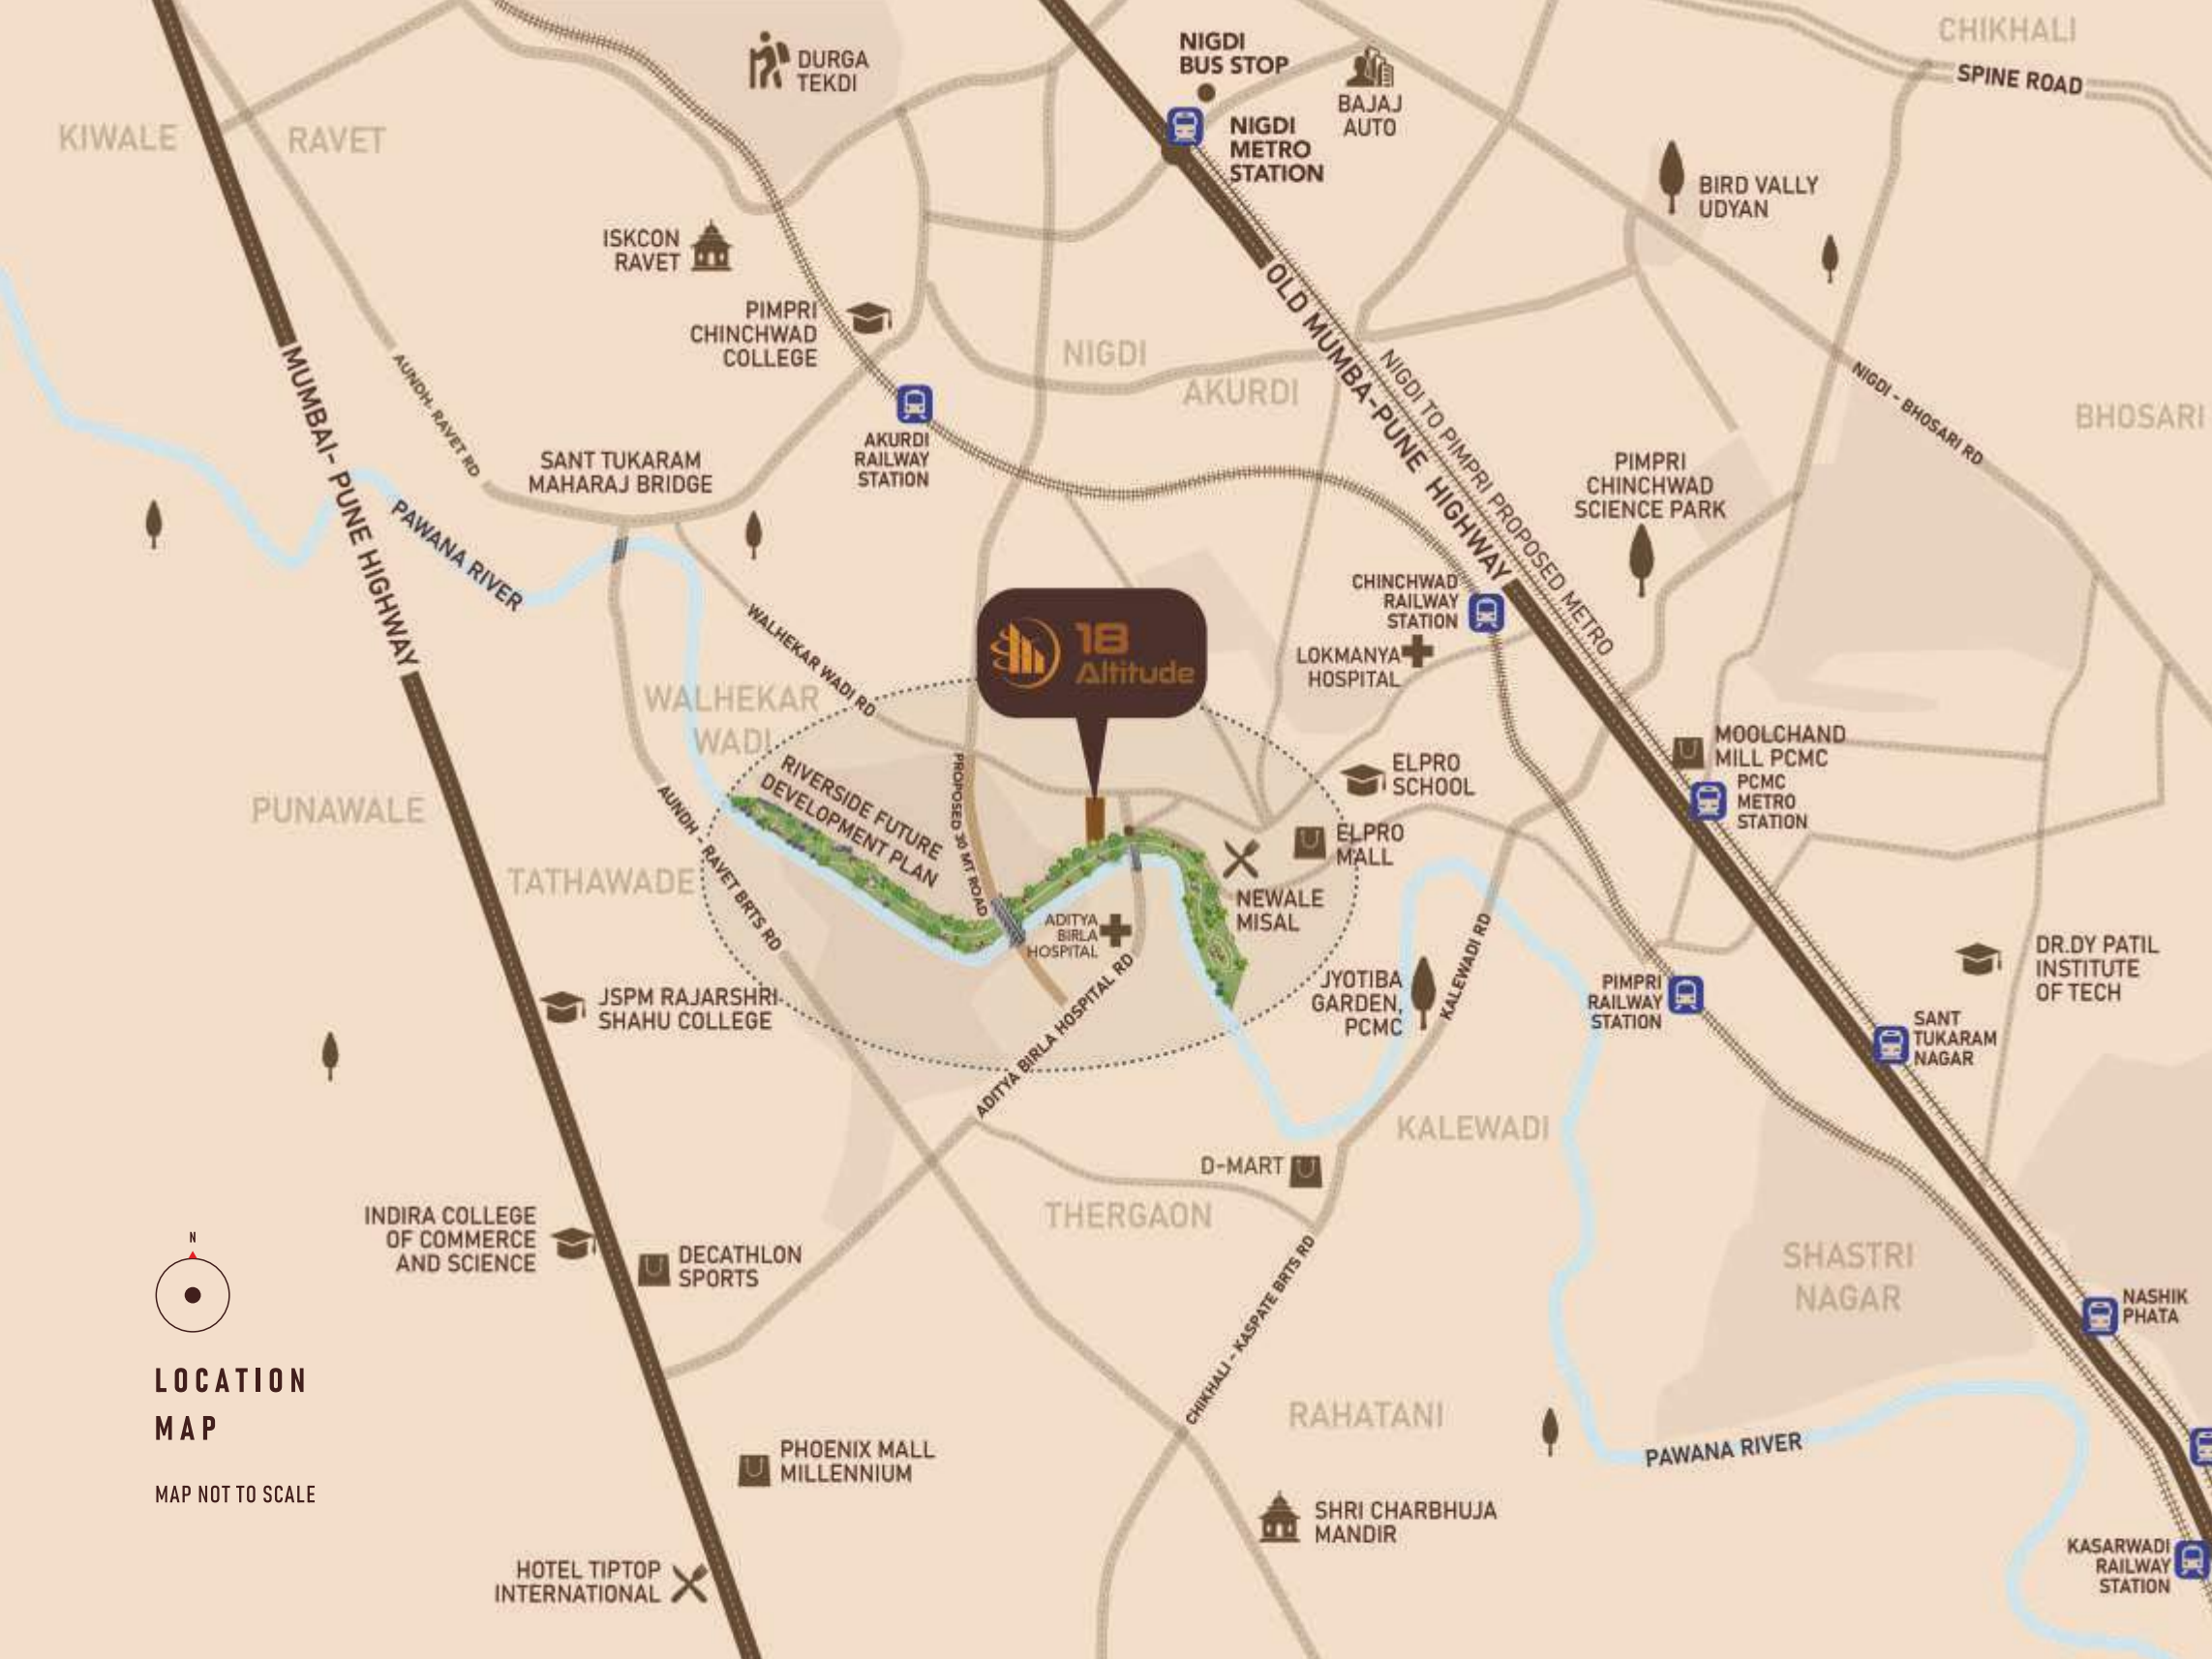 CHIKHALI
SPINE ROAD
NIGDI
BUS STOP
DURGA
TEKDI
BAJAJ
AUTO
NIGDI
METRO
STATION
KIWALE
RAVET
BIRD VALLY
UDYAN
ISKCON
RAVET
PIMPRI
CHINCHWAD
COLLEGE
OLD MUMBA-PUNE HIGHWAY
NIGDI
AKURDI
NIGDI TO PIMPRI PROPOSED METRO
NIGDI - BHOSARI RD
BHOSARI
MUMBAI- PUNE HIGHWAY
AUNDH- RAVET RD
AKURDI
RAILWAY
STATION
SANT TUKARAM
MAHARAJ BRIDGE
PIMPRI
CHINCHWAD
SCIENCE PARK
PAWANA RIVER
CHINCHWAD
RAILWAY
STATION
WALHEKAR WADI RD
18
Altitude
LOKMANYA
HOSPITAL
WALHEKAR
WADI
MOOLCHAND
MILL PCMC
PCMC
METRO
STATION
ELPRO
SCHOOL
RIVERSIDE FUTURE
DEVELOPMENT PLAN
PROPOSED 30 MT ROAD
PUNAWALE
AUNDH - RAVET BRTS RD
ELPRO
MALL
TATHAWADE
NEWALE
MISAL
ADITYA
BIRLA
HOSPITAL
KALEWADI RD
DR.DY PATIL
INSTITUTE
OF TECH
JYOTIBA
GARDEN,
PCMC
PIMPRI
RAILWAY
STATION
JSPM RAJARSHRI
SHAHU COLLEGE
SANT
TUKARAM
NAGAR
ADITYA BIRLA HOSPITAL RD
KALEWADI
D-MART
THERGAON
INDIRA COLLEGE
OF COMMERCE
AND SCIENCE
DECATHLON
SPORTS
CHIKHALI - KASPATE BRTS RD
SHASTRI
NAGAR
NASHIK
PHATA
N
LOCATION
MAP
MAP NOT TO SCALE
RAHATANI
PHOENIX MALL
MILLENNIUM
PAWANA RIVER
SHRI CHARBHUJA
MANDIR
HOTEL TIPTOP
INTERNATIONAL
KASARWADI
RAILWAY
STATION